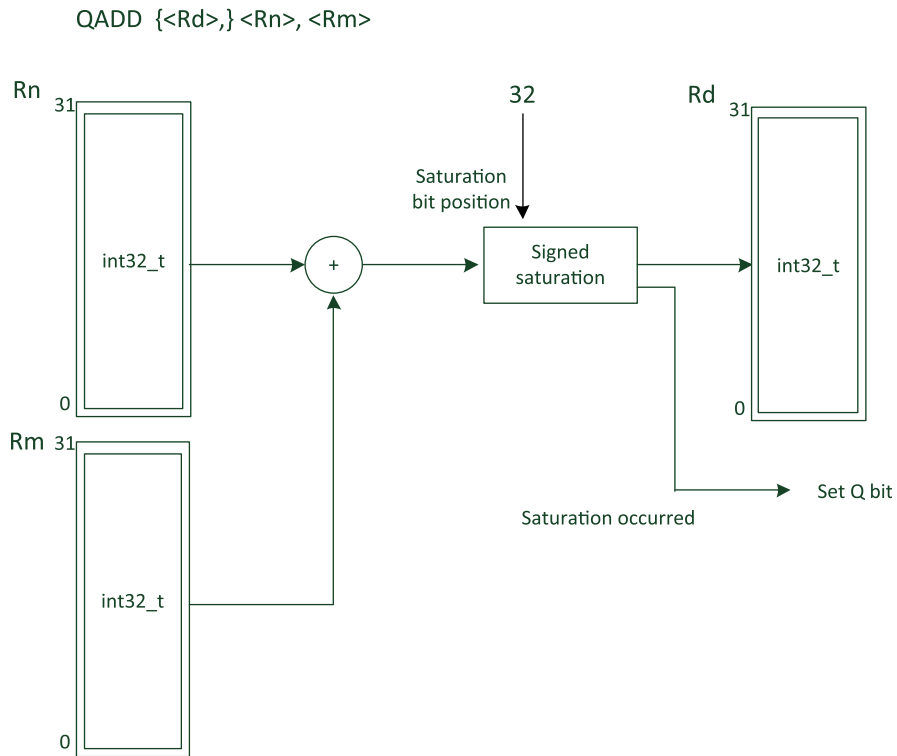 QADD {<Rd>,} <Rn>, <Rm>
Rn
31
int32_t
0
Rm
31
int32_t
0
+
32
Saturation
bit position
Signed
saturation
Rd
31
int32_t
0
Saturation occurred
Set Q bit